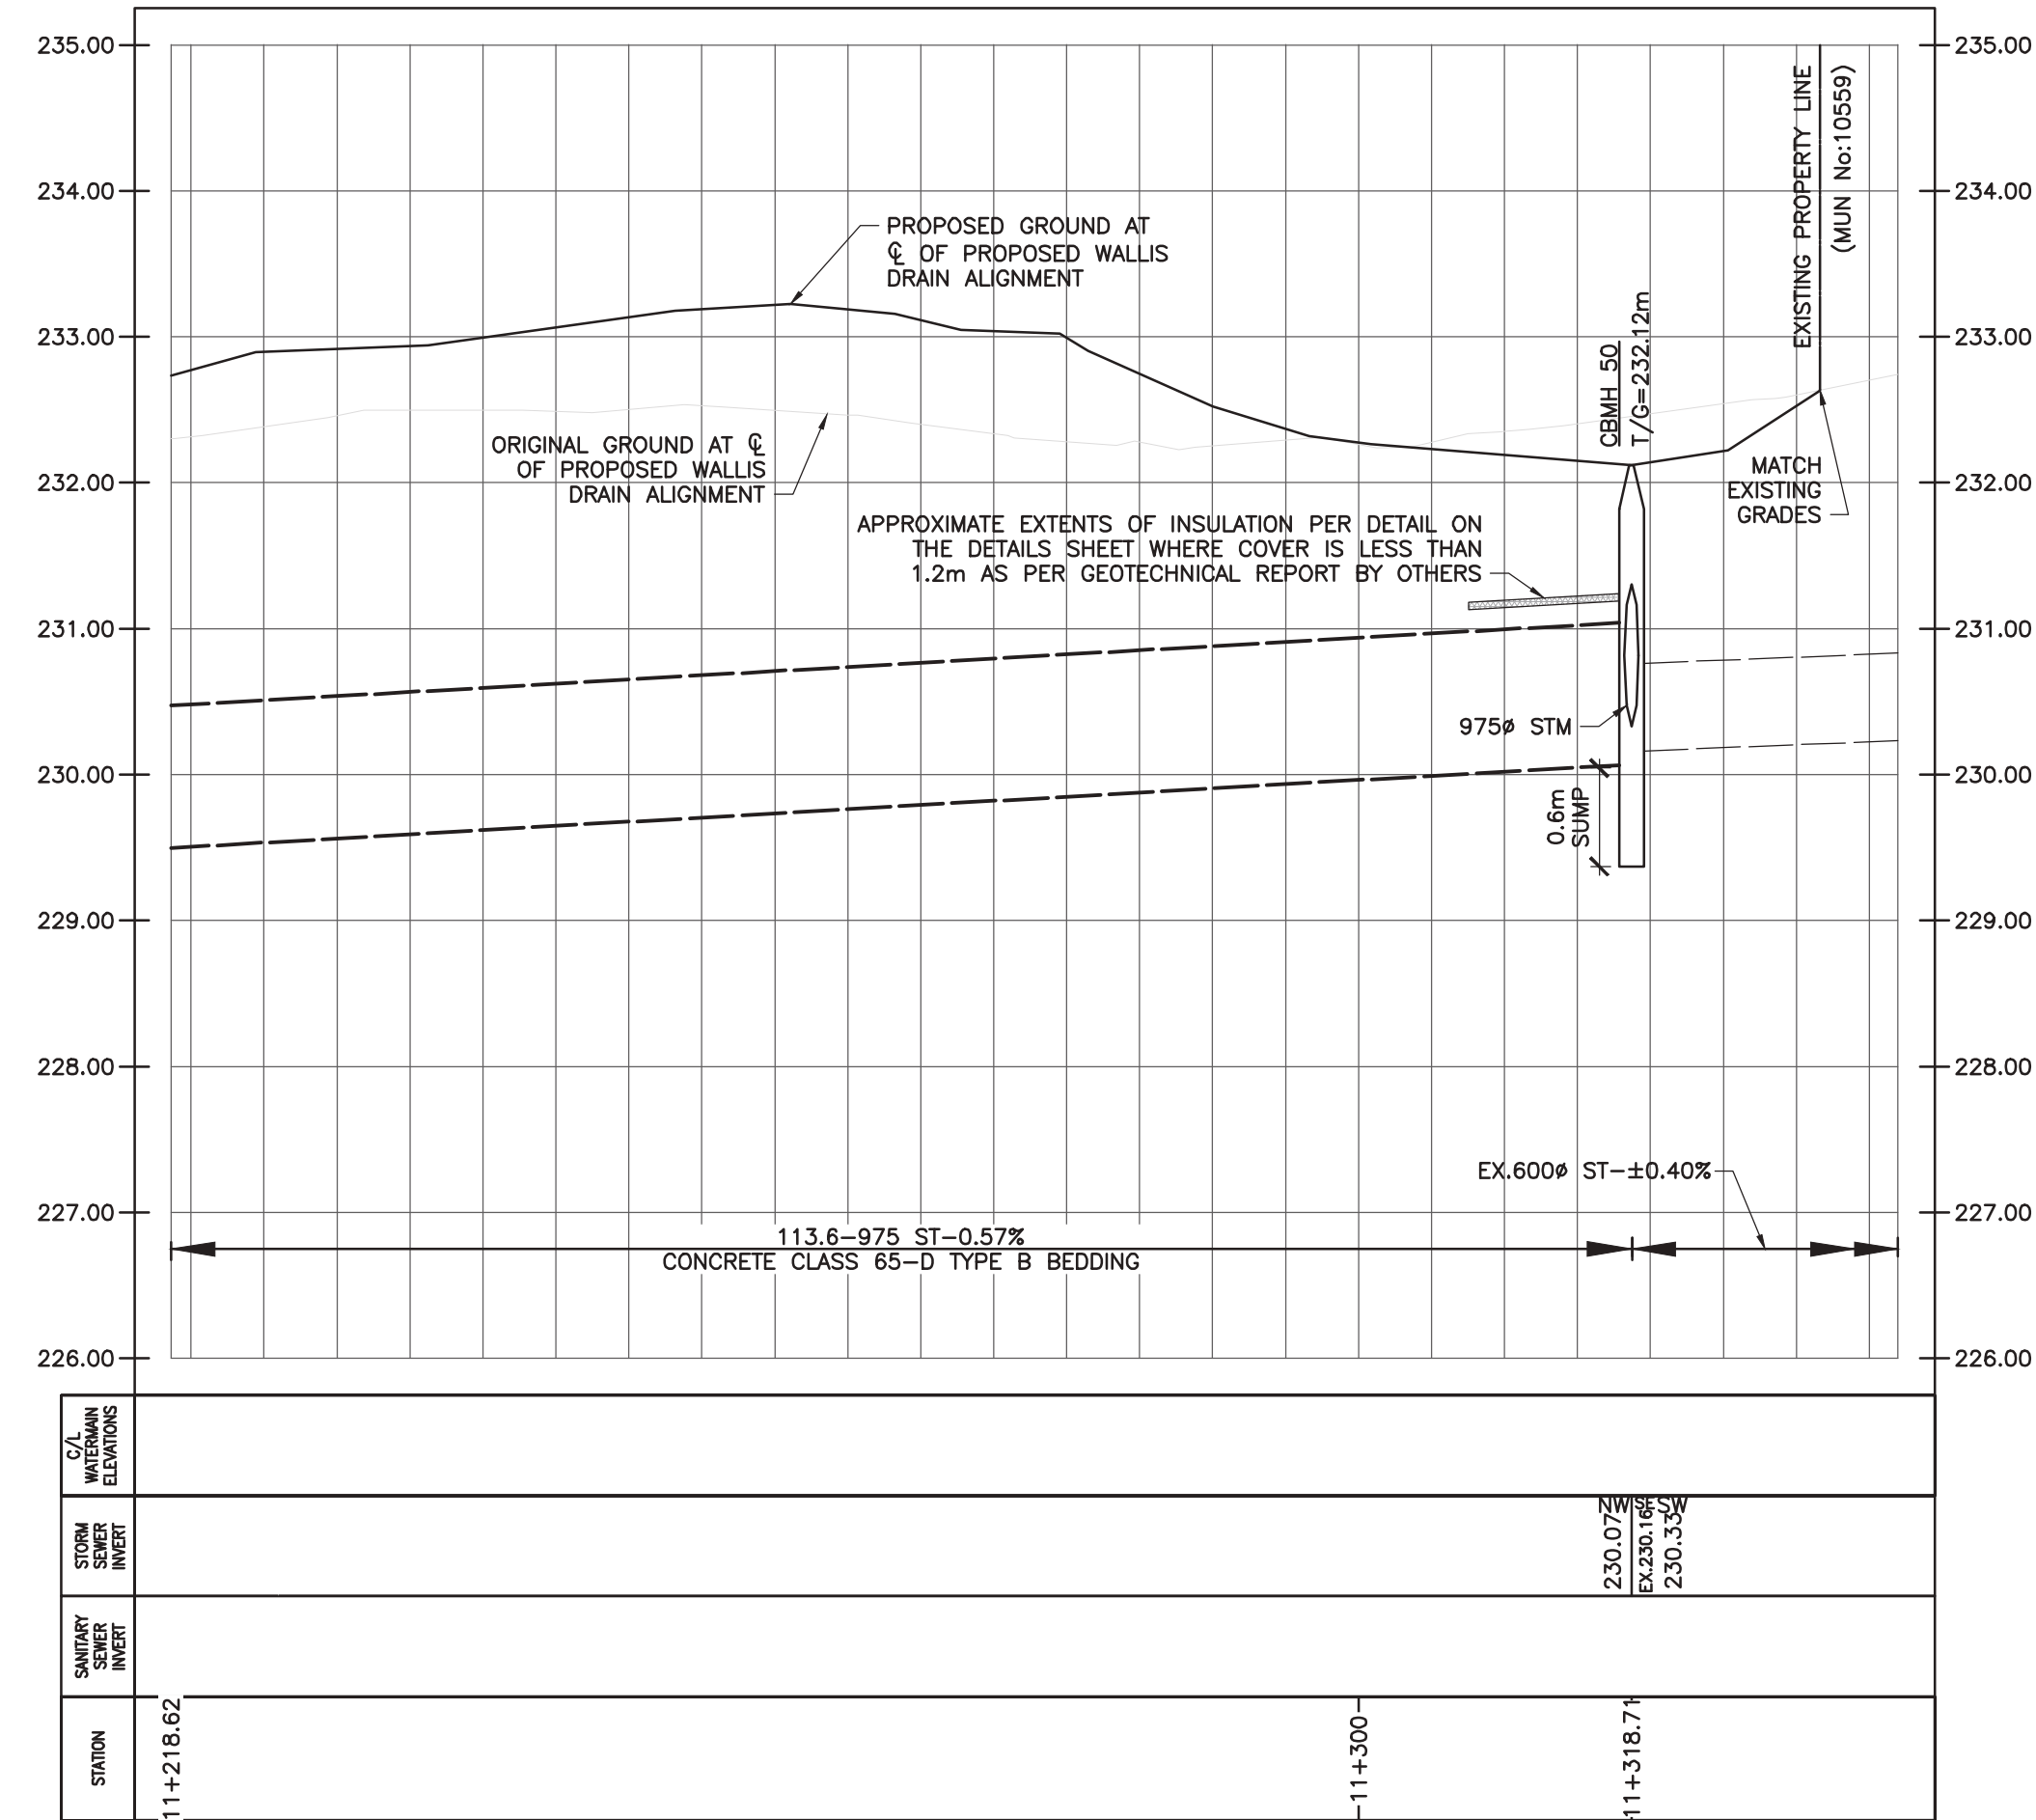 235.00
235.00
234.00
234.00
233.00
233.00
232.00
232.00
231.00
231.00
230.00
230.00
229.00
229.00
228.00
228.00
227.00
227.00
226.00
226.00
EXISTING PROPERTY LINE
(MUN No:10559)
PROPOSED GROUND AT
℄ OF PROPOSED WALLIS
DRAIN ALIGNMENT
CBMH 50
T/G=232.12m
ORIGINAL GROUND AT ℄
OF PROPOSED WALLIS
DRAIN ALIGNMENT
MATCH
EXISTING
GRADES
APPROXIMATE EXTENTS OF INSULATION PER DETAIL ON
THE DETAILS SHEET WHERE COVER IS LESS THAN
1.2m AS PER GEOTECHNICAL REPORT BY OTHERS
975ø STM
0.6m
SUMP
EX.600ø ST-±0.40%
113.6-975 ST-0.57%
CONCRETE CLASS 65-D TYPE B BEDDING
C/L
WATERMAIN
ELEVATIONS
STORM
SEWER
INVERT
NW
230.07
SE
EX.230.16
SW
230.33
SANITARY
SEWER
INVERT
STATION
11+218.62
11+300
11+318.71